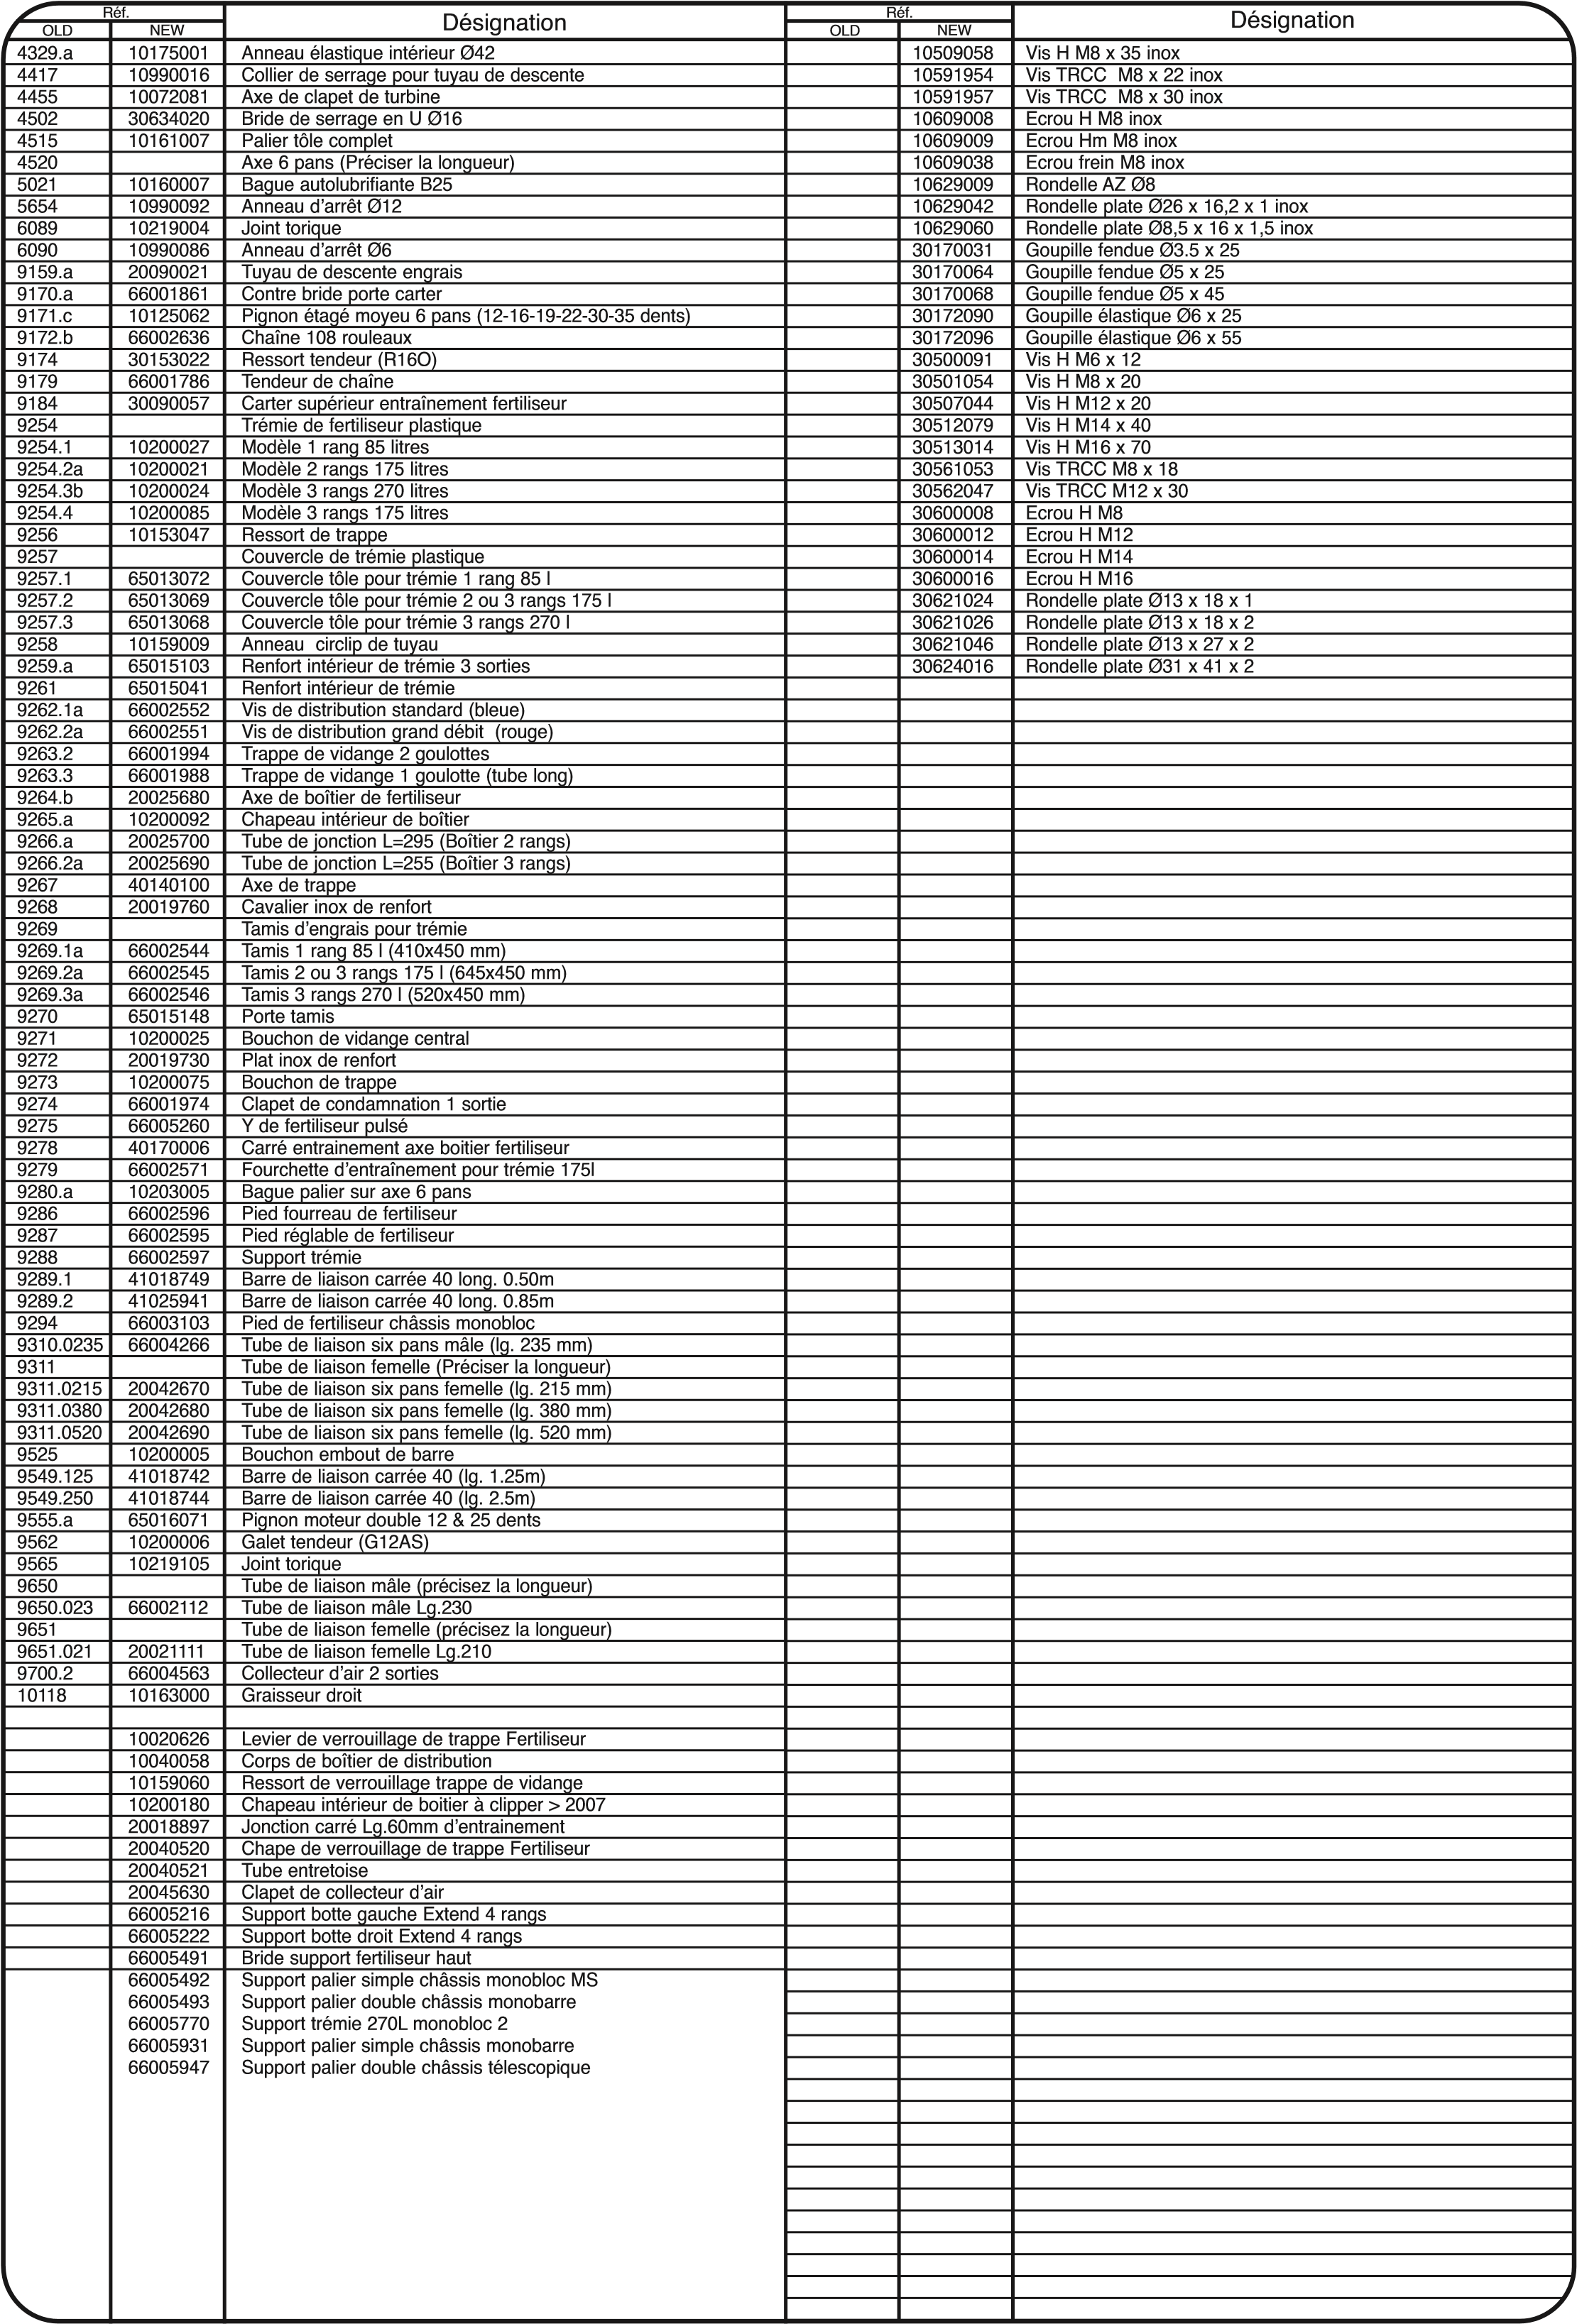 Réf. Désignation
OLD NEW
4329.a 10175001 Anneau élastique intérieur Ø42
4417 10990016 Collier de serrage pour tuyau de descente
4455 10072081 Axe de clapet de turbine
4502 30634020 Bride de serrage en U Ø16
4515 10161007 Palier tôle complet
4520 Axe 6 pans (Préciser la longueur)
5021 10160007 Bague autolubrifiante B25
5654 10990092 Anneau d'arrêt Ø12
6089 10219004 Joint torique
6090 10990086 Anneau d'arrêt Ø6
9159.a 20090021 Tuyau de descente engrais
9170.a 66001861 Contre bride porte carter
9171.c 10125062 Pignon étagé moyeu 6 pans (12-16-19-22-30-35 dents)
9172.b 66002636 Chaîne 108 rouleaux
9174 30153022 Ressort tendeur (R16O)
9179 66001786 Tendeur de chaîne
9184 30090057 Carter supérieur entraînement fertiliseur
9254 Trémie de fertiliseur plastique
9254.1 10200027 Modèle 1 rang 85 litres
9254.2a 10200021 Modèle 2 rangs 175 litres
9254.3b 10200024 Modèle 3 rangs 270 litres
9254.4 10200085 Modèle 3 rangs 175 litres
9256 10153047 Ressort de trappe
9257 Couvercle de trémie plastique
9257.1 65013072 Couvercle tôle pour trémie 1 rang 85 l
9257.2 65013069 Couvercle tôle pour trémie 2 ou 3 rangs 175 l
9257.3 65013068 Couvercle tôle pour trémie 3 rangs 270 l
9258 10159009 Anneau  circlip de tuyau
9259.a 65015103 Renfort intérieur de trémie 3 sorties
9261 65015041 Renfort intérieur de trémie
9262.1a 66002552 Vis de distribution standard (bleue)
9262.2a 66002551 Vis de distribution grand débit  (rouge)
9263.2 66001994 Trappe de vidange 2 goulottes
9263.3 66001988 Trappe de vidange 1 goulotte (tube long)
9264.b 20025680 Axe de boîtier de fertiliseur
9265.a 10200092 Chapeau intérieur de boîtier
9266.a 20025700 Tube de jonction L=295 (Boîtier 2 rangs)
9266.2a 20025690 Tube de jonction L=255 (Boîtier 3 rangs)
9267 40140100 Axe de trappe
9268 20019760 Cavalier inox de renfort
9269 Tamis d'engrais pour trémie
9269.1a 66002544 Tamis 1 rang 85 l (410x450 mm)
9269.2a 66002545 Tamis 2 ou 3 rangs 175 l (645x450 mm)
9269.3a 66002546 Tamis 3 rangs 270 l (520x450 mm)
9270 65015148 Porte tamis
9271 10200025 Bouchon de vidange central
9272 20019730 Plat inox de renfort
9273 10200075 Bouchon de trappe
9274 66001974 Clapet de condamnation 1 sortie
9275 66005260 Y de fertiliseur pulsé
9278 40170006 Carré entrainement axe boitier fertiliseur
9279 66002571 Fourchette d'entraînement pour trémie 175l
9280.a 10203005 Bague palier sur axe 6 pans
9286 66002596 Pied fourreau de fertiliseur
9287 66002595 Pied réglable de fertiliseur
9288 66002597 Support trémie
9289.1 41018749 Barre de liaison carrée 40 long. 0.50m
9289.2 41025941 Barre de liaison carrée 40 long. 0.85m
9294 66003103 Pied de fertiliseur châssis monobloc
9310.0235 66004266 Tube de liaison six pans mâle (lg. 235 mm)
9311 Tube de liaison femelle (Préciser la longueur)
9311.0215 20042670 Tube de liaison six pans femelle (lg. 215 mm)
9311.0380 20042680 Tube de liaison six pans femelle (lg. 380 mm)
9311.0520 20042690 Tube de liaison six pans femelle (lg. 520 mm)
9525 10200005 Bouchon embout de barre
9549.125 41018742 Barre de liaison carrée 40 (lg. 1.25m)
9549.250 41018744 Barre de liaison carrée 40 (lg. 2.5m)
9555.a 65016071 Pignon moteur double 12 & 25 dents
9562 10200006 Galet tendeur (G12AS)
9565 10219105 Joint torique
9650 Tube de liaison mâle (précisez la longueur)
9650.023 66002112 Tube de liaison mâle Lg.230
9651 Tube de liaison femelle (précisez la longueur)
9651.021 20021111 Tube de liaison femelle Lg.210
9700.2 66004563 Collecteur d'air 2 sorties
10118 10163000 Graisseur droit
10020626 Levier de verrouillage de trappe Fertiliseur
10040058 Corps de boîtier de distribution
10159060 Ressort de verrouillage trappe de vidange
10200180 Chapeau intérieur de boitier à clipper > 2007
20018897 Jonction carré Lg.60mm d'entrainement
20040520 Chape de verrouillage de trappe Fertiliseur
20040521 Tube entretoise
20045630 Clapet de collecteur d'air
66005216 Support botte gauche Extend 4 rangs
66005222 Support botte droit Extend 4 rangs
66005491 Bride support fertiliseur haut
66005492 Support palier simple châssis monobloc MS
66005493 Support palier double châssis monobarre
66005770 Support trémie 270L monobloc 2
66005931 Support palier simple châssis monobarre
66005947 Support palier double châssis télescopique
Réf. Désignation
OLD NEW
10509058 Vis H M8 x 35 inox
10591954 Vis TRCC  M8 x 22 inox
10591957 Vis TRCC  M8 x 30 inox
10609008 Ecrou H M8 inox
10609009 Ecrou Hm M8 inox
10609038 Ecrou frein M8 inox
10629009 Rondelle AZ Ø8
10629042 Rondelle plate Ø26 x 16,2 x 1 inox
10629060 Rondelle plate Ø8,5 x 16 x 1,5 inox
30170031 Goupille fendue Ø3.5 x 25
30170064 Goupille fendue Ø5 x 25
30170068 Goupille fendue Ø5 x 45
30172090 Goupille élastique Ø6 x 25
30172096 Goupille élastique Ø6 x 55
30500091 Vis H M6 x 12
30501054 Vis H M8 x 20
30507044 Vis H M12 x 20
30512079 Vis H M14 x 40
30513014 Vis H M16 x 70
30561053 Vis TRCC M8 x 18
30562047 Vis TRCC M12 x 30
30600008 Ecrou H M8
30600012 Ecrou H M12
30600014 Ecrou H M14
30600016 Ecrou H M16
30621024 Rondelle plate Ø13 x 18 x 1
30621026 Rondelle plate Ø13 x 18 x 2
30621046 Rondelle plate Ø13 x 27 x 2
30624016 Rondelle plate Ø31 x 41 x 2